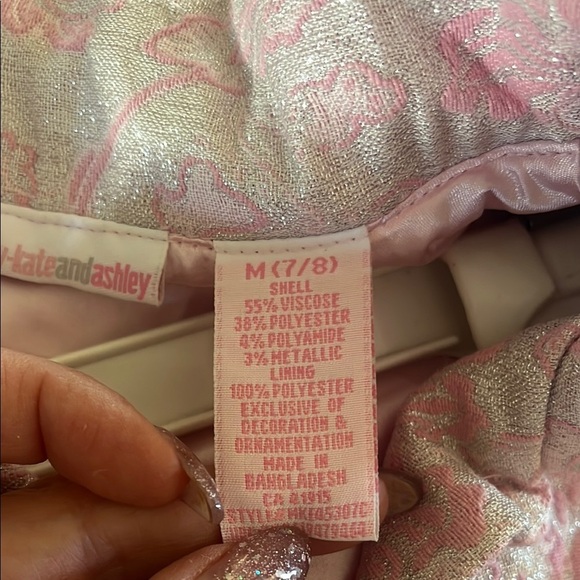 y-kateandashley
M (7/8)
SHELL
55% VISCOSE
38% POLYESTER
4% POLYAMIDE
3% METALLIC
LINING
100% POLYESTER
EXCLUSIVE OF
DECORATION &
ORNAMENTATION
MADE IN
BANGLADESH
CA 41915